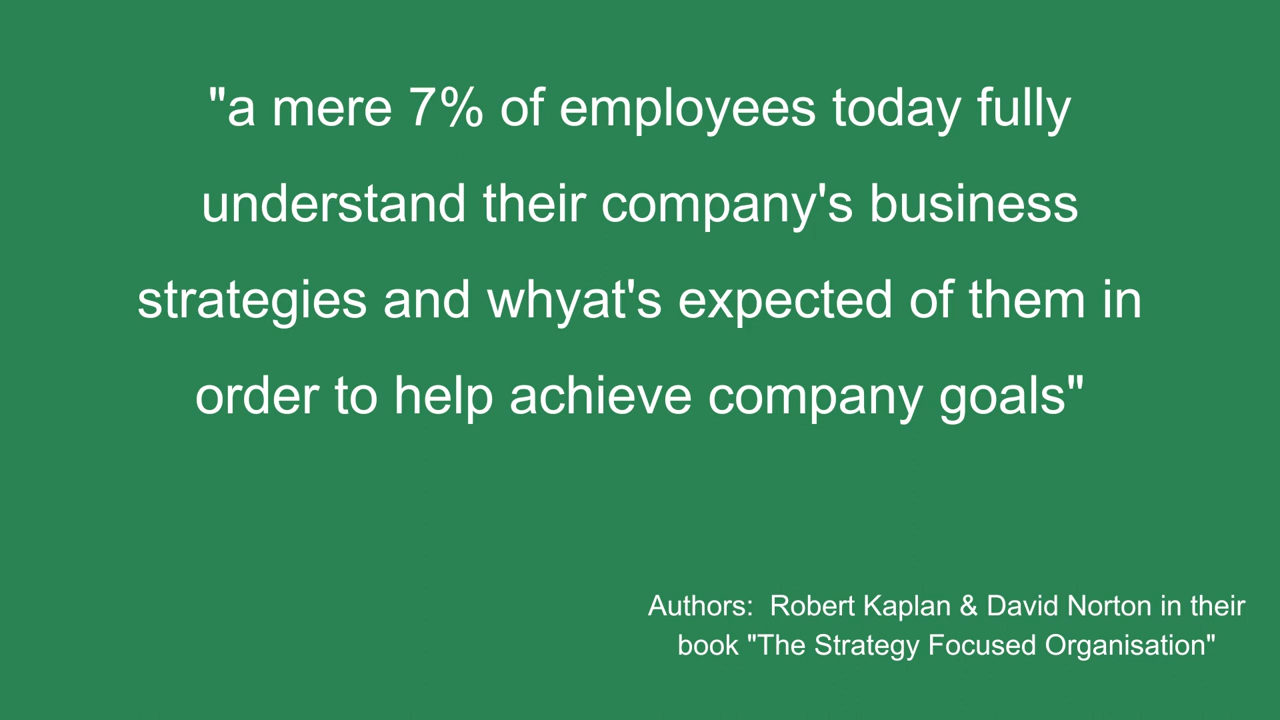 "a mere 7% of employees today fully
understand their company's business
strategies and whyat's expected of them in
order to help achieve company goals"
Authors:  Robert Kaplan & David Norton in their
book "The Strategy Focused Organisation"